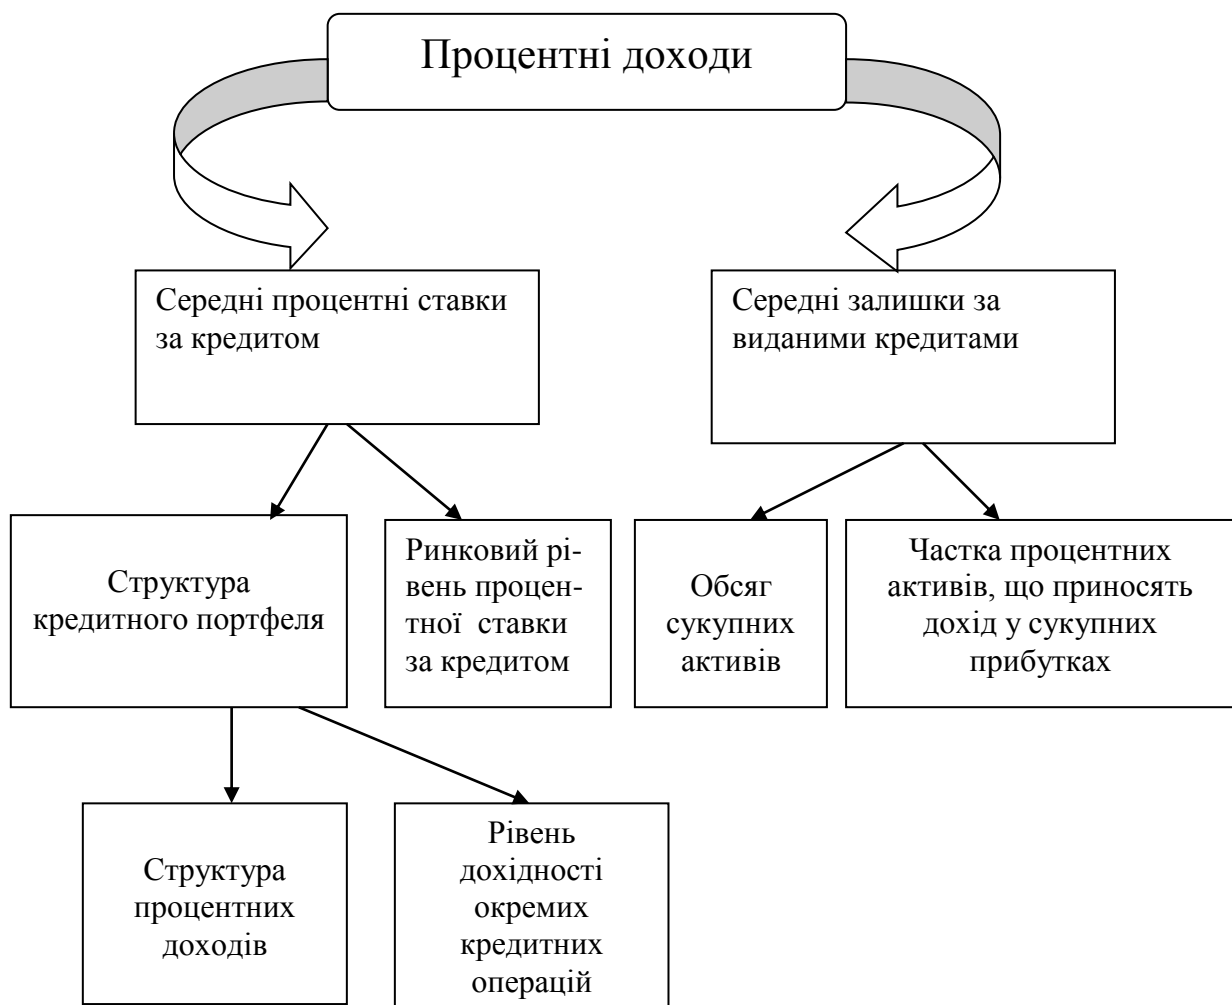 Процентні доходи
Середні процентні ставки
за кредитом
Середні залишки за
виданими кредитами
Структура
кредитного портфеля
Ринковий рі-
вень процен-
тної ставки
за кредитом
Обсяг
сукупних
активів
Частка процентних
активів, що приносять
дохід у сукупних
прибутках
Структура
процентних
доходів
Рівень
дохідності
окремих
кредитних
операцій